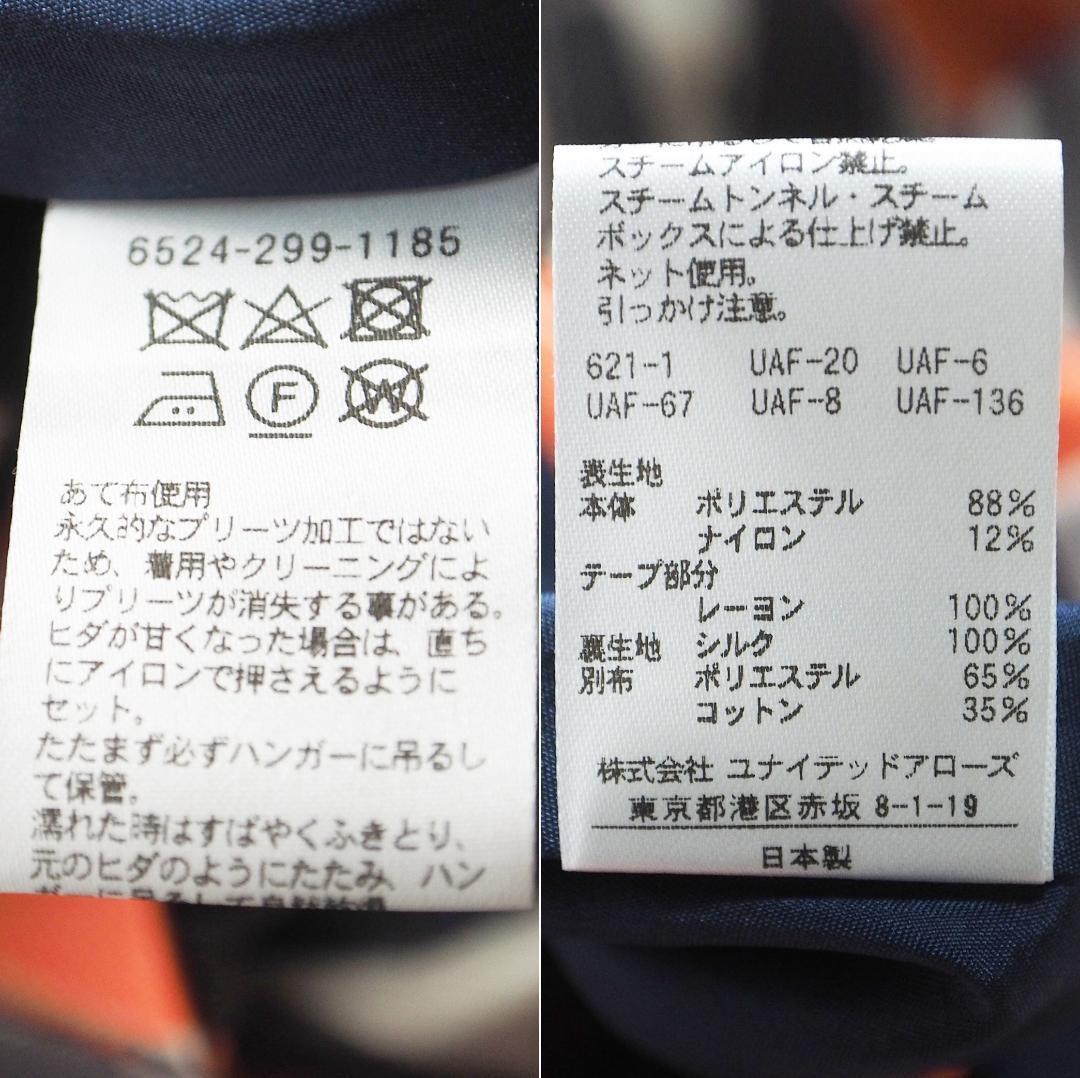 6524-299-1185
F
W
あて布使用
永久的なプリーツ加工ではない
ため、着用やクリーニングによ
りプリーツが消失する事がある。
ヒダが甘くなった場合は、直ち
にアイロンで押さえるように
セット。
たたまず必ずハンガーに吊るし
て保管。
濡れた時はすばやくふきとり、
元のヒダのようにたたみ、ハン
スチームアイロン禁止。
スチームトンネル・スチーム
ボックスによる仕上げ禁止。
ネット使用。
引っかけ注意。
621-1 UAF-20 UAF-6
UAF-67 UAF-8 UAF-136
表生地
本体 ポリエステル 88%
ナイロン 12%
テープ部分
レーヨン 100%
裏生地 シルク 100%
別布 ポリエステル 65%
コットン 35%
株式会社 ユナイテッドアローズ
東京都港区赤坂 8-1-19
日本製